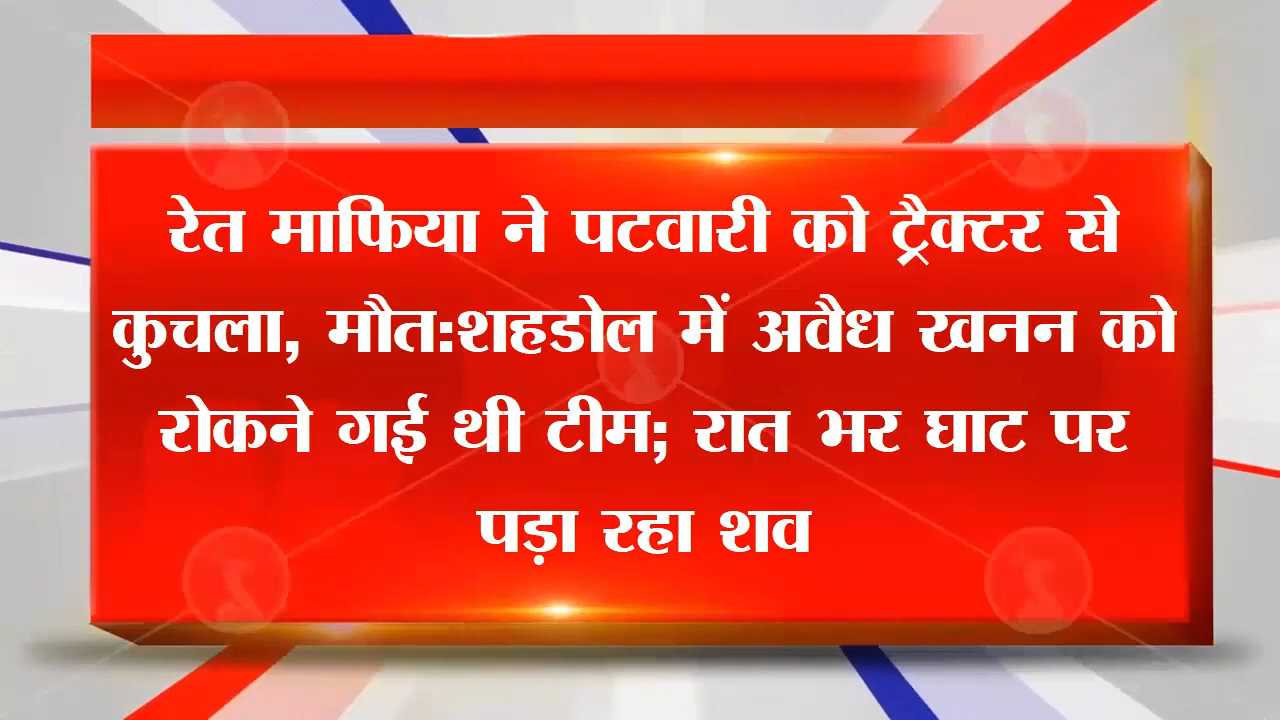 रेत माफिया ने पटवारी को ट्रैक्टर से
कुचला, मौत:शहडोल में अवैध खनन को
रोकने गई थी टीम; रात भर घाट पर
पड़ा रहा शव